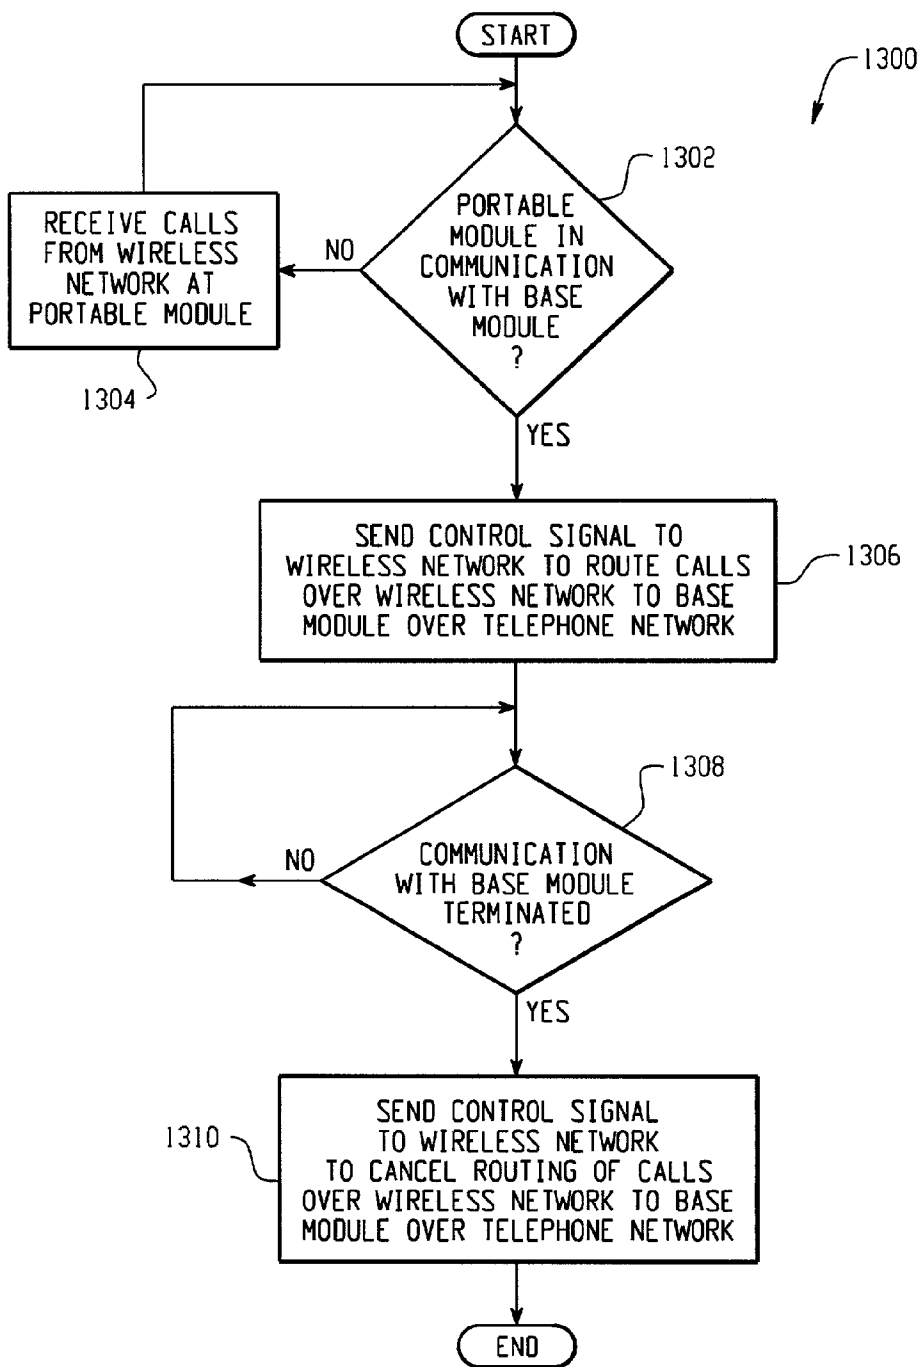 START
1300
1302
PORTABLE
MODULE IN
COMMUNICATION
WITH BASE
MODULE
?
NO
RECEIVE CALLS
FROM WIRELESS
NETWORK AT
PORTABLE MODULE
1304
YES
SEND CONTROL SIGNAL TO
WIRELESS NETWORK TO ROUTE CALLS
OVER WIRELESS NETWORK TO BASE
MODULE OVER TELEPHONE NETWORK
1306
1308
COMMUNICATION
WITH BASE MODULE
TERMINATED
?
NO
YES
SEND CONTROL SIGNAL
TO WIRELESS NETWORK
TO CANCEL ROUTING OF CALLS
OVER WIRELESS NETWORK TO BASE
MODULE OVER TELEPHONE NETWORK
1310
END